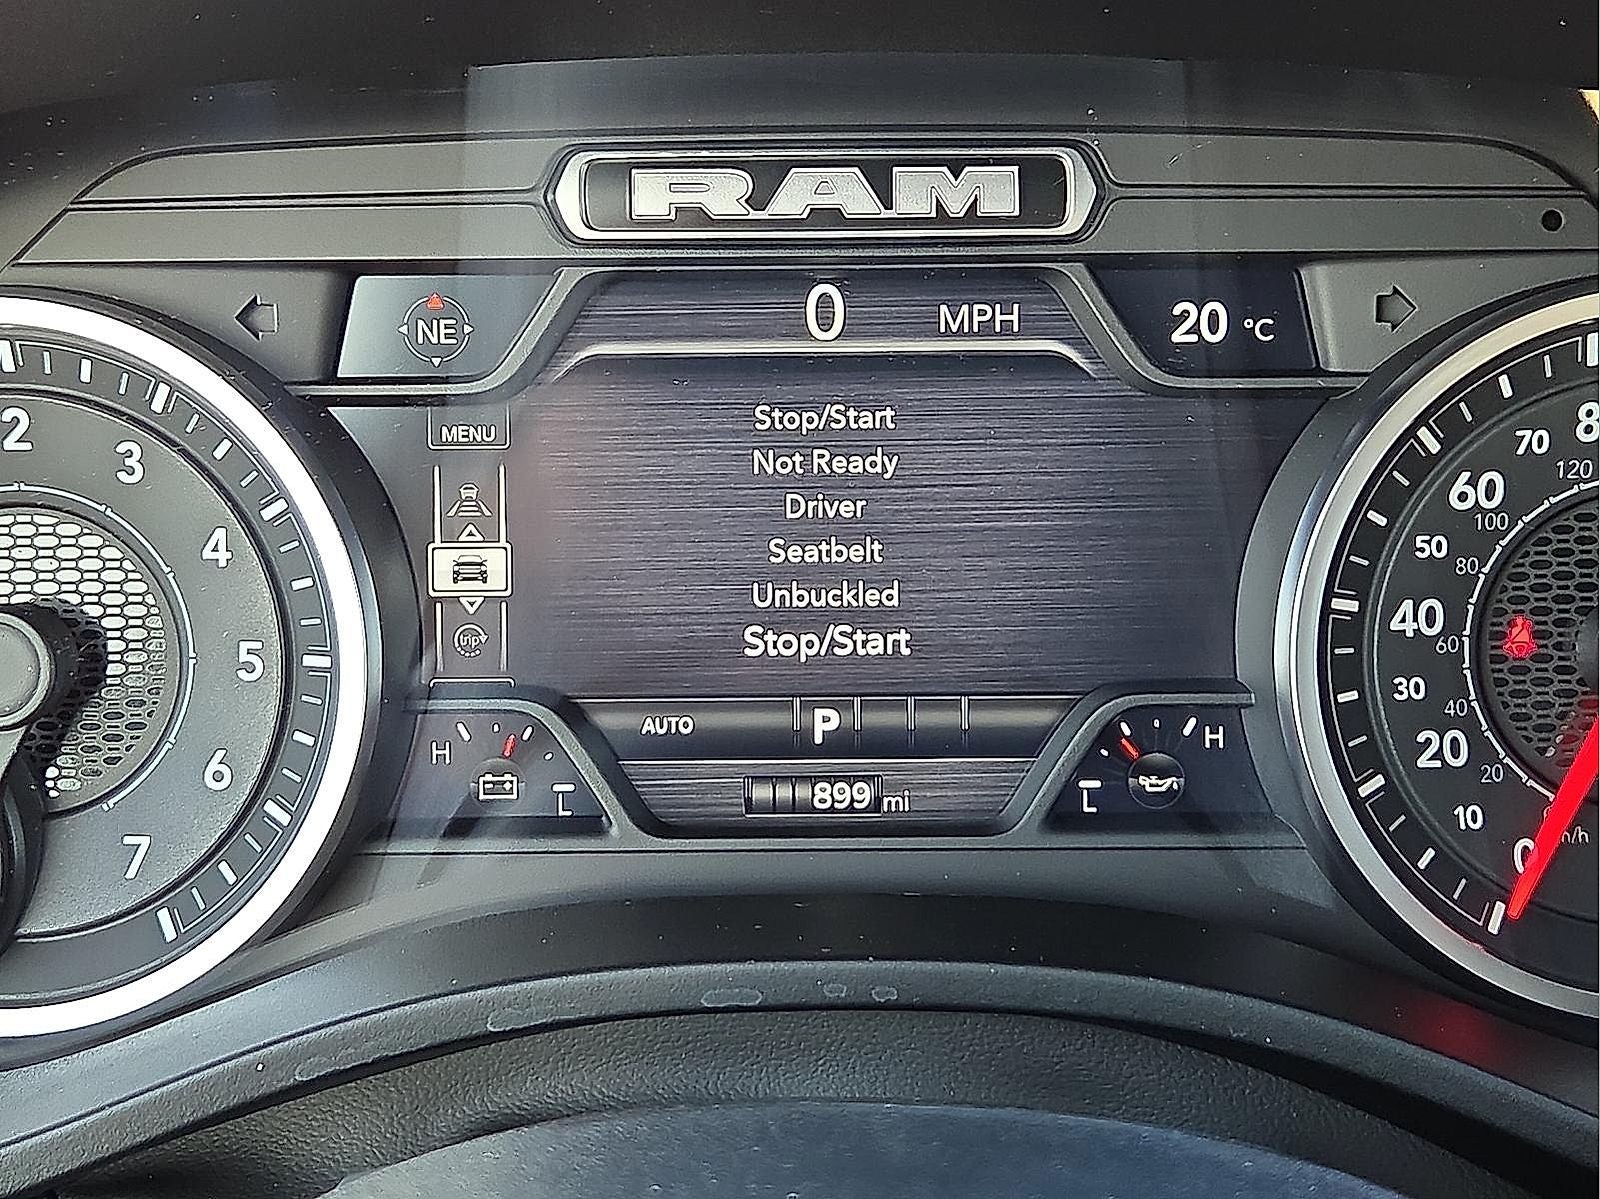 RAM
NE
0 MPH
20 °C
MENU
Stop/Start
Not Ready
Driver
Seatbelt
Unbuckled
Stop/Start
trip
AUTO
P
H
L
899 mi
H
L
2
3
4
5
6
7
8
70
120
60
100
50
80
40
60
30
40
20
20
10
0